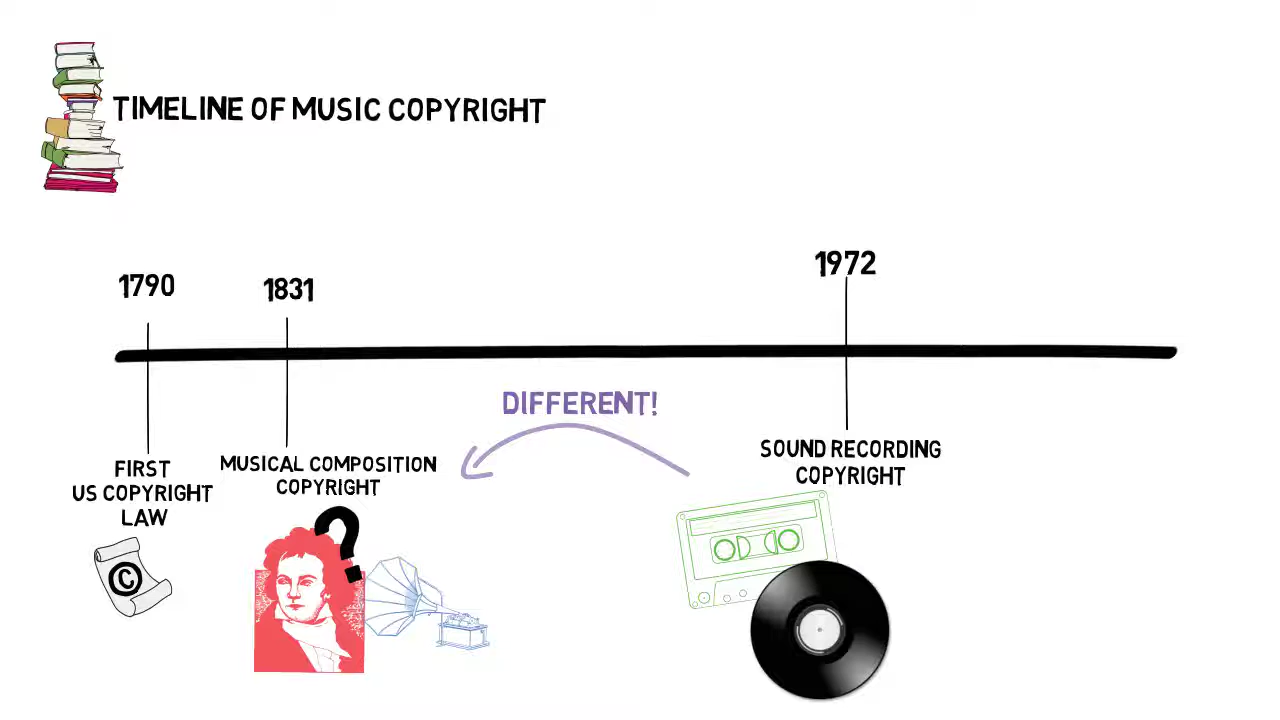 TIMELINE OF MUSIC COPYRIGHT
1790
1831
1972
DIFFERENT!
FIRST
US COPYRIGHT
LAW
MUSICAL COMPOSITION
COPYRIGHT
SOUND RECORDING
COPYRIGHT
?
©